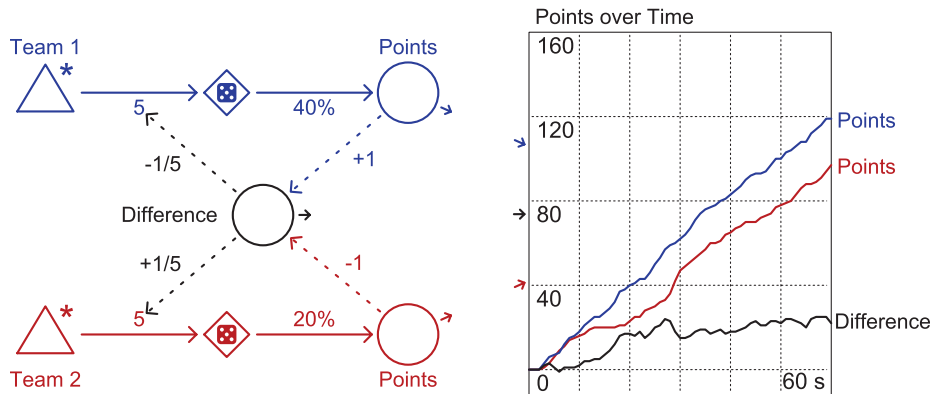 Team 1
*
Points
5
40%
-1/5
+1
Difference
+1/5
-1
*
5
20%
Team 2
Points
Points over Time
160
120
80
40
0
60 s
Points
Points
Difference